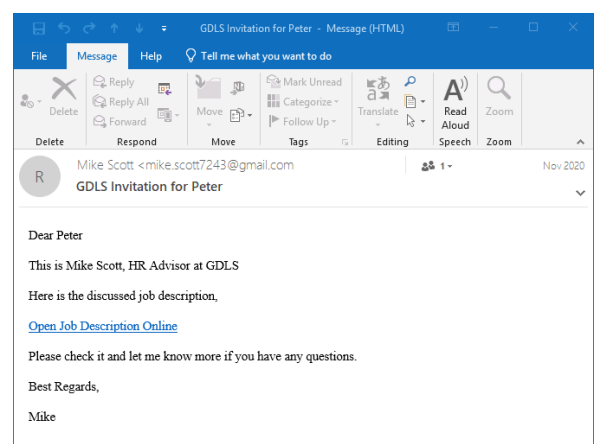 GDLS Invitation for Peter - Message (HTML)
File Message Help Tell me what you want to do
Delete
Reply
Reply All
Forward
Move
Mark Unread
Categorize
Follow Up
Translate
Read Aloud
Zoom
Delete Respond Move Tags Editing Speech Zoom
R
Mike Scott <mike.scott7243@gmail.com
1
Nov 2020
GDLS Invitation for Peter
Dear Peter
This is Mike Scott, HR Advisor at GDLS
Here is the discussed job description,
Open Job Description Online
Please check it and let me know more if you have any questions.
Best Regards,
Mike